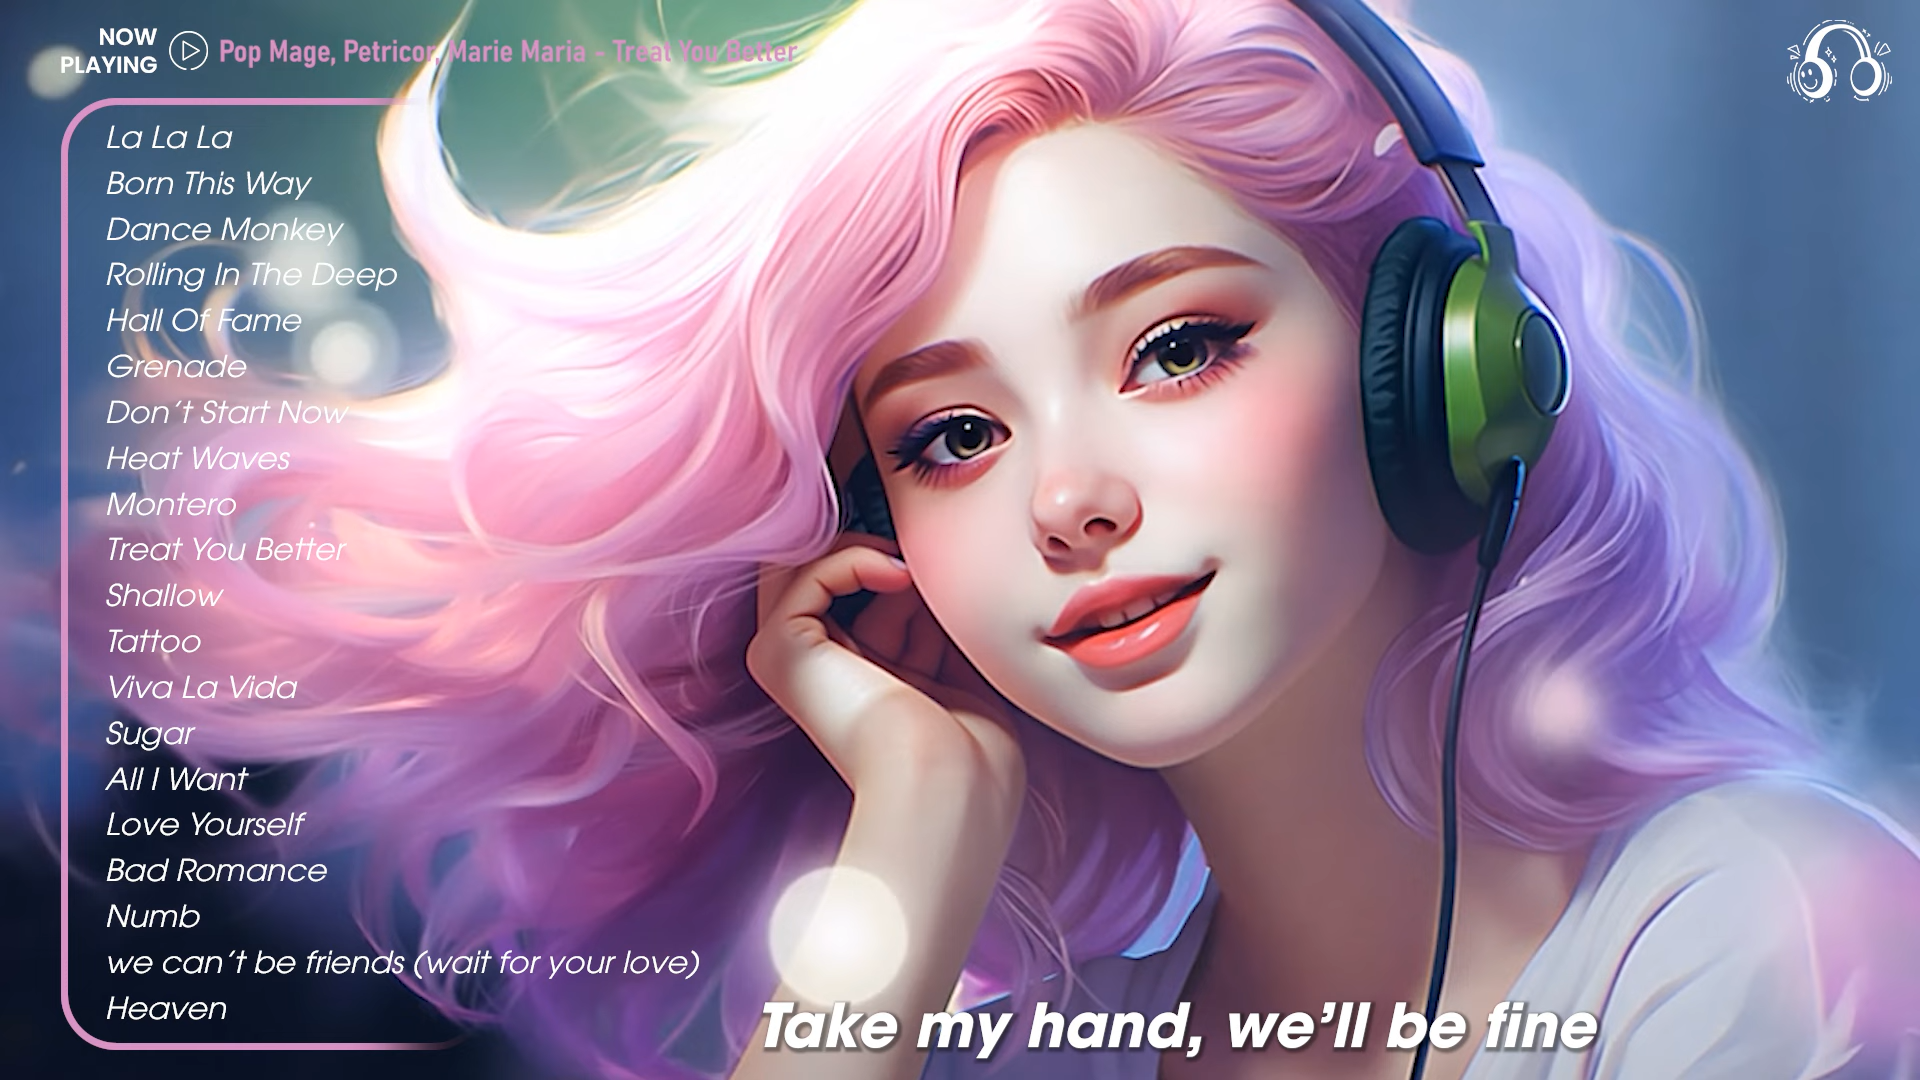 NOW
PLAYING
Pop Mage, Petricor, Marie Maria - Treat You Better
La La La
Born This Way
Dance Monkey
Rolling In The Deep
Hall Of Fame
Grenade
Don't Start Now
Heat Waves
Montero
Treat You Better
Shallow
Tattoo
Viva La Vida
Sugar
All I Want
Love Yourself
Bad Romance
Numb
we can't be friends (wait for your love)
Heaven
Take my hand, we'll be fine